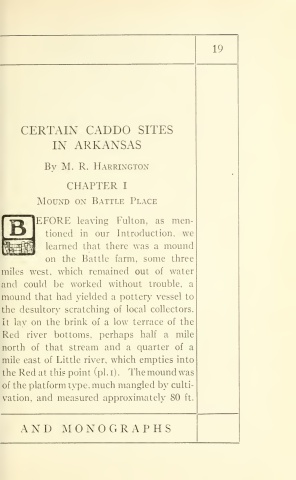 19
CERTAIN CADDO SITES
IN ARKANSAS
By M. R. Harrington
CHAPTER I
Mound on Battle Place
BEFORE leaving Fulton, as men-
tioned in our Introduction, we
learned that there was a mound
on the Battle farm, some three
miles west, which remained out of water
and could be worked without trouble, a
mound that had yielded a pottery vessel to
the desultory scratching of local collectors.
it lay on the brink of a low terrace of the
Red river bottoms, perhaps half a mile
north of that stream and a quarter of a
mile east of Little river, which empties into
the Red at this point (pl. I). The mound was
of the platform type, much mangled by culti-
vation, and measured approximately 80 ft.
AND MONOGRAPHS